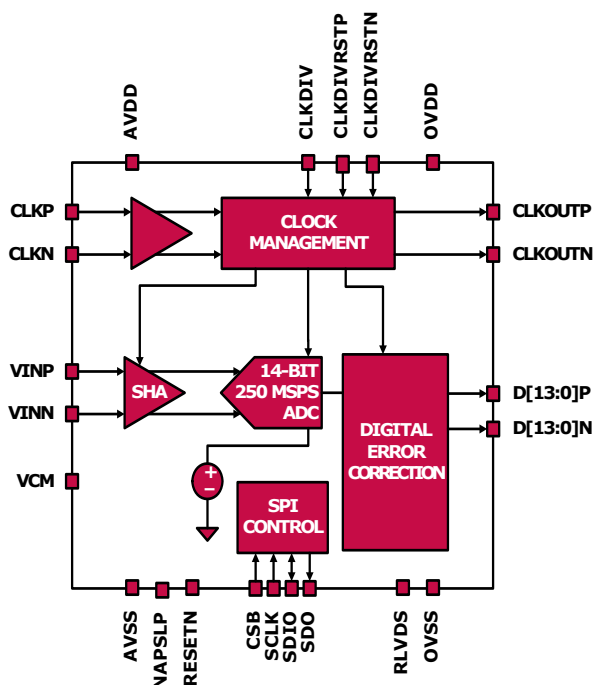 AVDD
CLKDIV
CLKDIVRSTP
CLKDIVRSTN
OVDD
CLKP
CLKN
CLOCK
MANAGEMENT
CLKOUTP
CLKOUTN
VINP
VINN
SHA
14-BIT
250 MSPS
ADC
D[13:0]P
D[13:0]N
DIGITAL
ERROR
CORRECTION
VCM
+
–
SPI
CONTROL
AVSS
NAPSLP
RESETN
CSB
SCLK
SDIO
SDO
RLVDS
OVSS